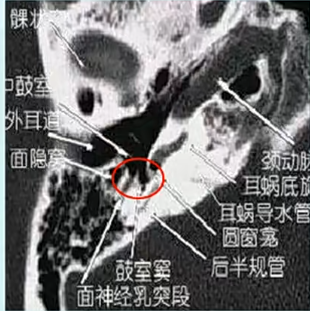 髁状
中鼓室
外耳道
面隐窝
颈动脉
耳蜗底旋
耳蜗导水管
圆窗龛
后半规管
鼓室窦
面神经乳突段